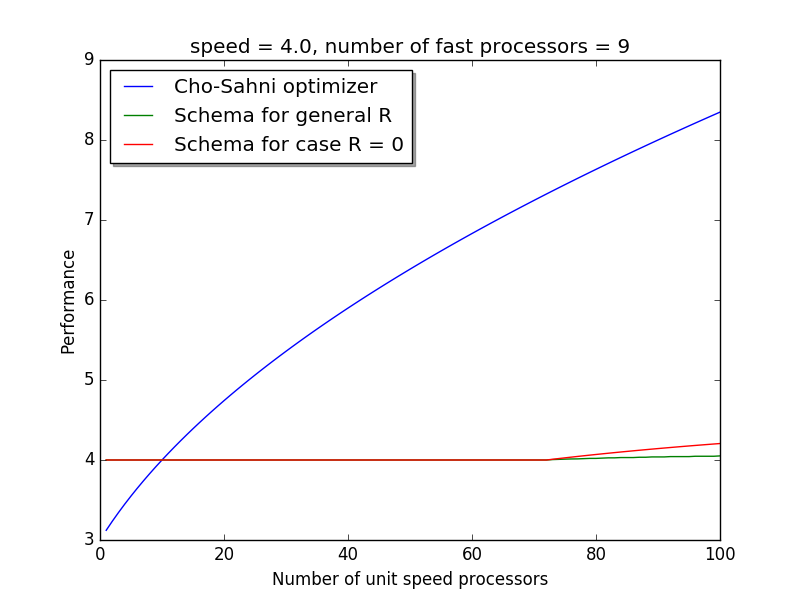 speed = 4.0, number of fast processors = 9
Cho-Sahni optimizer
Schema for general R
Schema for case R = 0
Performance
9
8
7
6
5
4
3
0 20 40 60 80 100
Number of unit speed processors